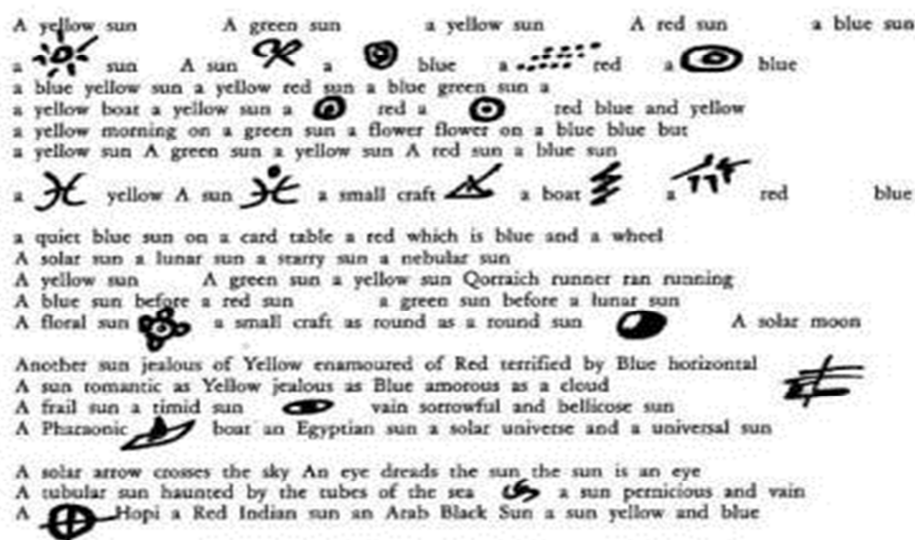 A yellow sun A green sun a yellow sun A red sun a blue sun
a sun A sun a blue a red a blue
a blue yellow sun a yellow red sun a blue green sun a
a yellow boat a yellow sun a red a red blue and yellow
a yellow morning on a green sun a flower flower on a blue blue but
a yellow sun A green sun a yellow sun A red sun a blue sun
a yellow A sun a small craft a boat a red blue
a quiet blue sun on a card table a red which is blue and a wheel
A solar sun a lunar sun a starry sun a nebular sun
A yellow sun A green sun a yellow sun Qorraich runner ran running
A blue sun before a red sun a green sun before a lunar sun
A floral sun a small craft as round as a round sun A solar moon
Another sun jealous of Yellow enamoured of Red terrified by Blue horizontal
A sun romantic as Yellow jealous as Blue amorous as a cloud
A frail sun a timid sun vain sorrowful and bellicose sun
A Pharaonic boat an Egyptian sun a solar universe and a universal sun
A solar arrow crosses the sky An eye dreads the sun the sun is an eye
A tubular sun haunted by the tubes of the sea a sun pernicious and vain
A Hopi a Red Indian sun an Arab Black Sun a sun yellow and blue